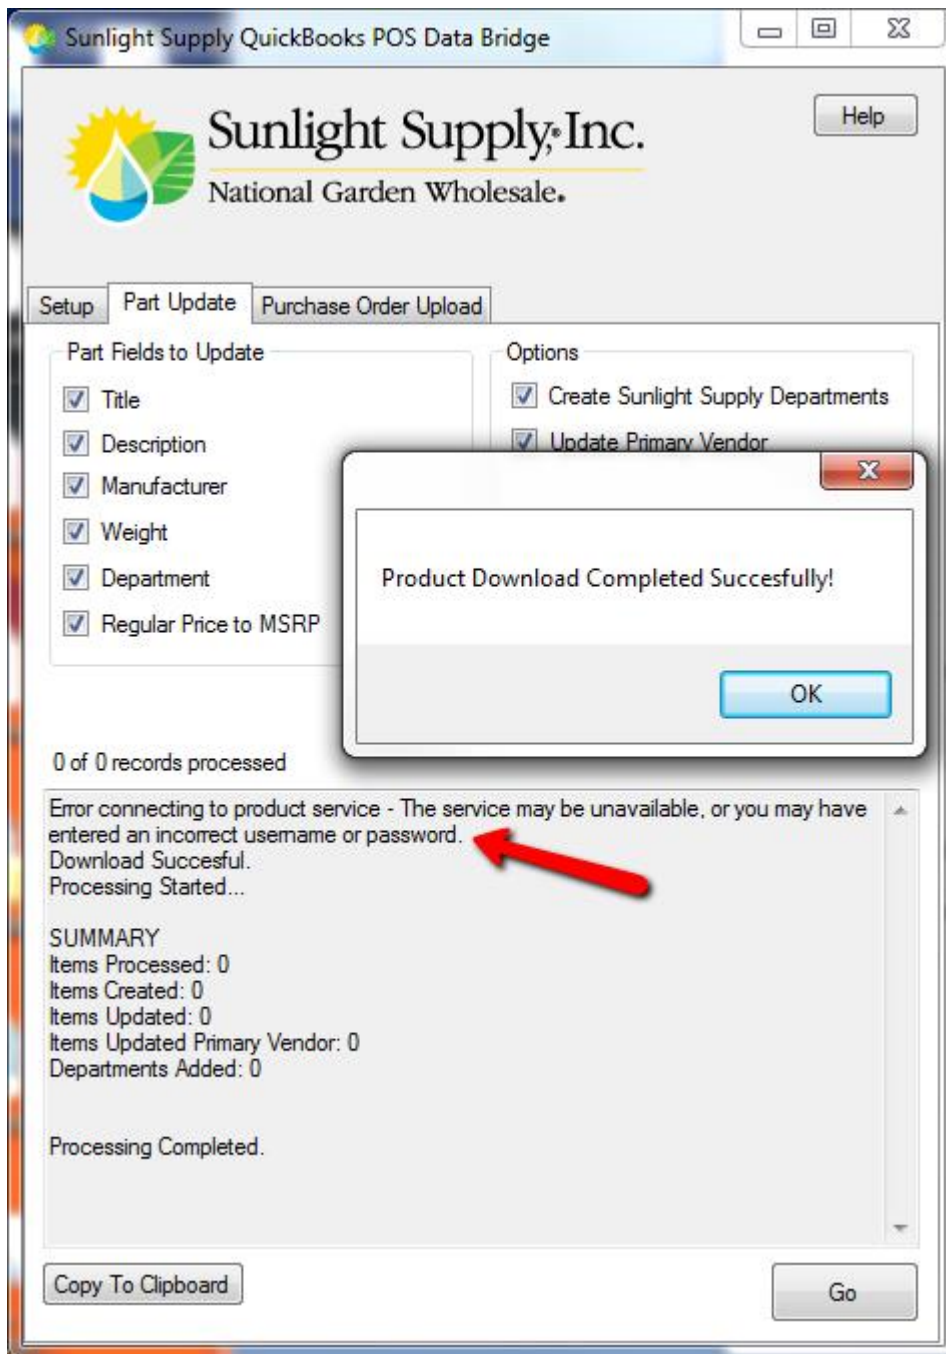 Sunlight Supply QuickBooks POS Data Bridge
Sunlight Supply, Inc.
National Garden Wholesale.
Help
Setup
Part Update
Purchase Order Upload
Part Fields to Update
Options
Title
Create Sunlight Supply Departments
Description
Update Primary Vendor
Manufacturer
Weight
Department
Regular Price to MSRP
Product Download Completed Succesfully!
OK
0 of 0 records processed
Error connecting to product service - The service may be unavailable, or you may have
entered an incorrect username or password.
Download Succesful.
Processing Started...
SUMMARY
Items Processed: 0
Items Created: 0
Items Updated: 0
Items Updated Primary Vendor: 0
Departments Added: 0
Processing Completed.
Copy To Clipboard
Go